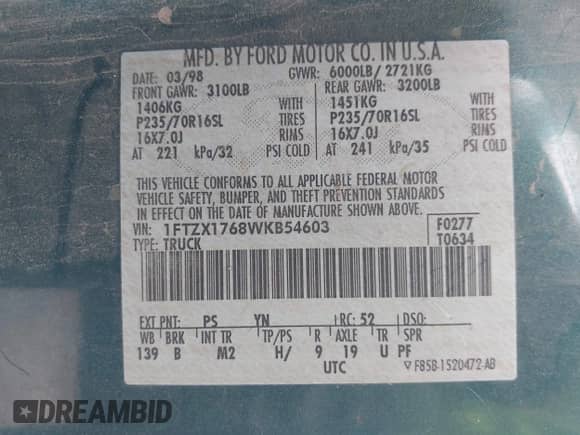 MFD. BY FORD MOTOR CO. IN U.S.A.
DATE: 03/98 GVWR: 6000LB/ 2721KG
FRONT GAWR: 3100LB REAR GAWR: 3200LB
1406KG WITH 1451KG WITH
P235/70R16SL TIRES P235/70R16SL TIRES
16X7.0J RIMS 16X7.0J RIMS
AT 221 kPa/32 PSI COLD AT 241 kPa/35 PSI COLD
THIS VEHICLE CONFORMS TO ALL APPLICABLE FEDERAL MOTOR
VEHICLE SAFETY, BUMPER, AND THEFT PREVENTION STANDARDS
IN EFFECT ON THE DATE OF MANUFACTURE SHOWN ABOVE.
VIN: 1FTZX1768WKB54603 F0277
TYPE: TRUCK T0634
EXT PNT: PS YN RC: 52 DSO:
WB BRK INT TR TP/PS R AXLE TR SPR
139 B M2 H/ 9 19 U PF
UTC ▽ F85B-1520472-AB
DREAMBID